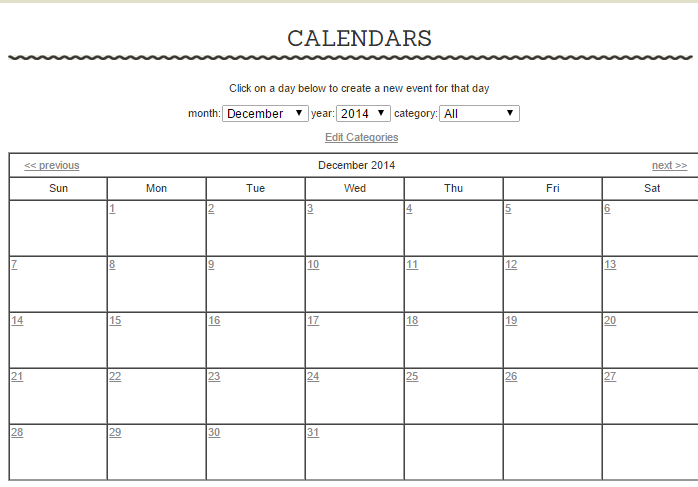 CALENDARS
Click on a day below to create a new event for that day
month: December year: 2014 category: All
Edit Categories
<< previous December 2014 next >>
Sun Mon Tue Wed Thu Fri Sat
1 2 3 4 5 6
7 8 9 10 11 12 13
14 15 16 17 18 19 20
21 22 23 24 25 26 27
28 29 30 31